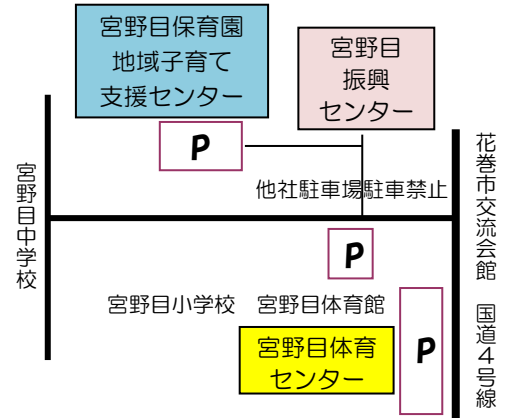 宮野目保育園
地域子育て
支援センター
宮野目
振興
センター
P
他社駐車場駐車禁止
宮野目中学校
花巻市交流会館　国道４号線
P
宮野目小学校　宮野目体育館
宮野目体育
センター
P